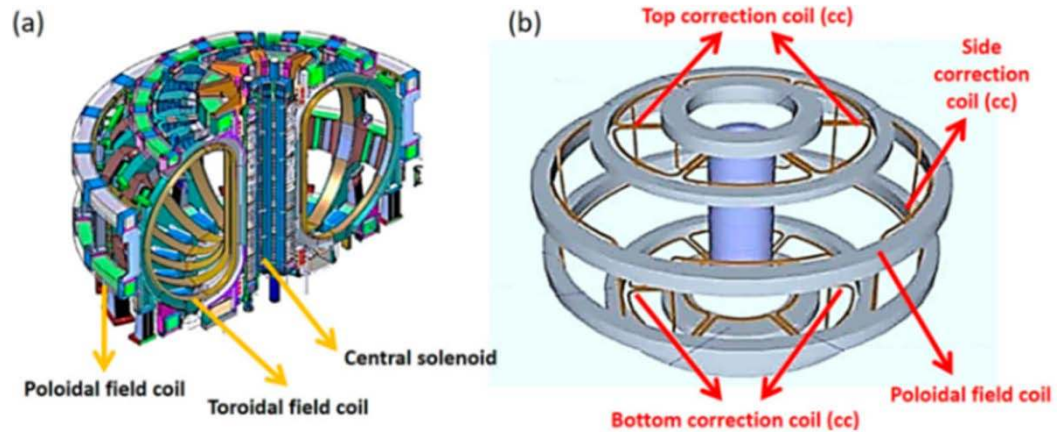 (a)
Central solenoid
Poloidal field coil
Toroidal field coil
(b)
Top correction coil (cc)
Side
correction
coil (cc)
Poloidal field coil
Bottom correction coil (cc)